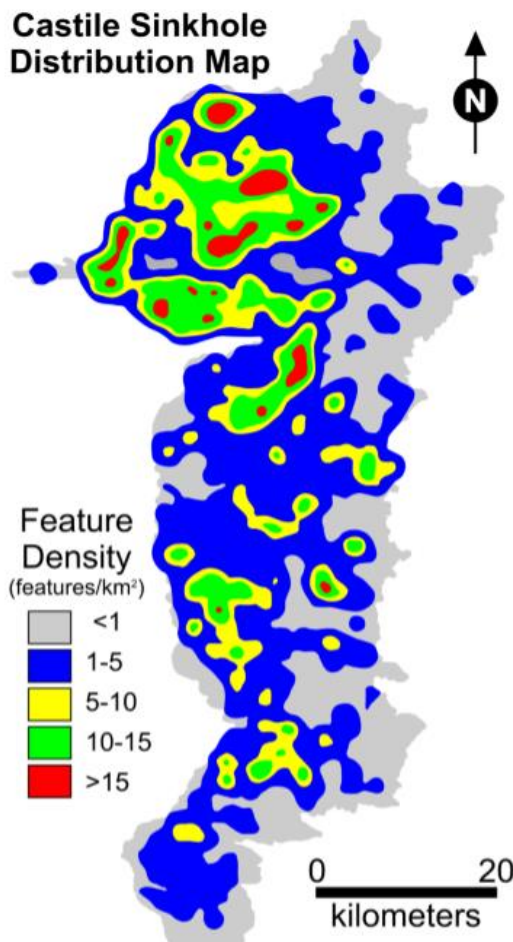 Castile Sinkhole
Distribution Map
N
Feature
Density
(features/km²)
<1
1-5
5-10
10-15
>15
0 20
kilometers